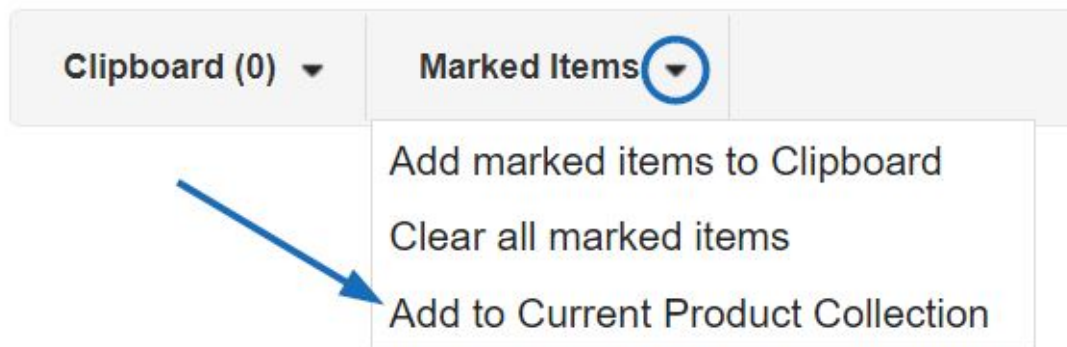 Clipboard (0) Marked Items
Add marked items to Clipboard
Clear all marked items
Add to Current Product Collection